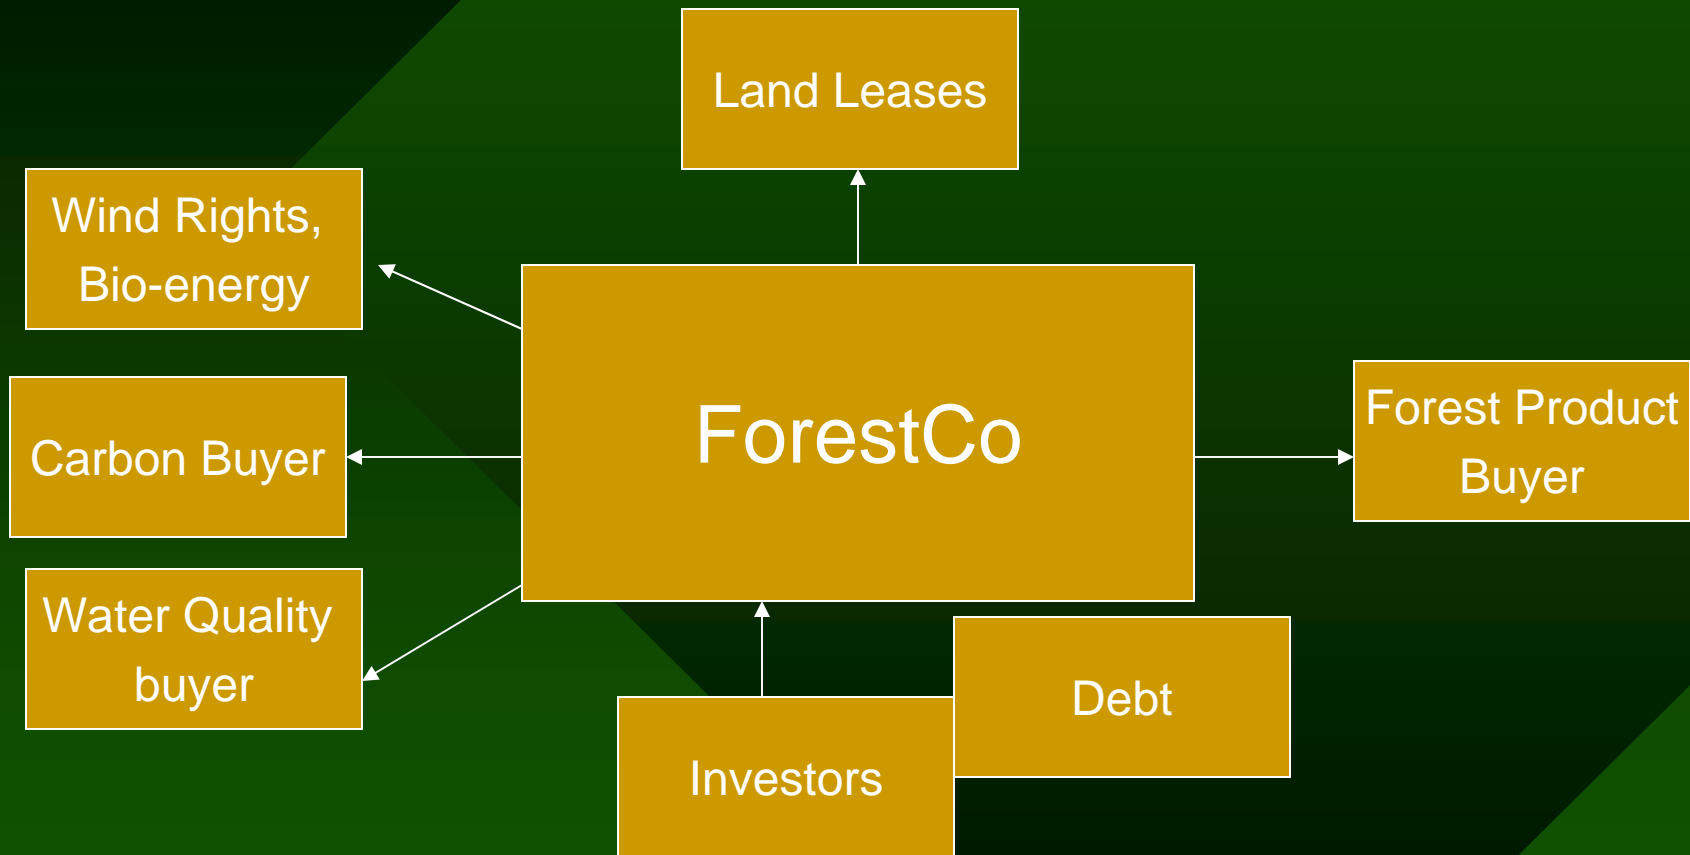 Land Leases
Wind Rights,
Bio-energy
ForestCo
Forest Product
Buyer
Carbon Buyer
Water Quality
buyer
Debt
Investors